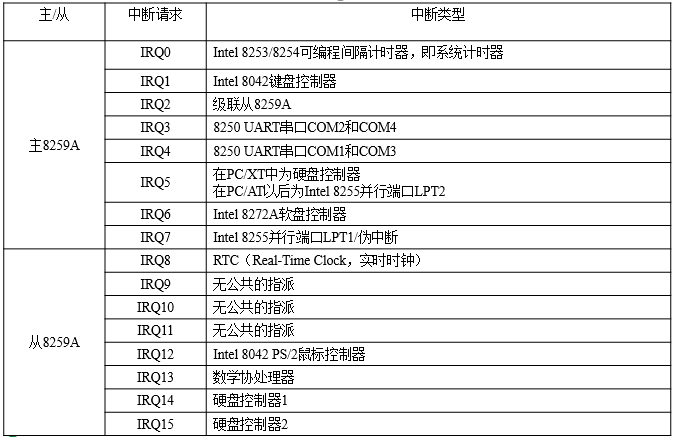 主/从 中断请求 中断类型
主8259A
IRQ0 Intel 8253/8254可编程间隔计时器，即系统计时器
IRQ1 Intel 8042键盘控制器
IRQ2 级联从8259A
IRQ3 8250 UART串口COM2和COM4
IRQ4 8250 UART串口COM1和COM3
IRQ5 在PC/XT中为硬盘控制器
在PC/AT以后为Intel 8255并行端口LPT2
IRQ6 Intel 8272A软盘控制器
IRQ7 Intel 8255并行端口LPT1/伪中断
从8259A
IRQ8 RTC（Real-Time Clock，实时时钟）
IRQ9 无公共的指派
IRQ10 无公共的指派
IRQ11 无公共的指派
IRQ12 Intel 8042 PS/2鼠标控制器
IRQ13 数学协处理器
IRQ14 硬盘控制器1
IRQ15 硬盘控制器2